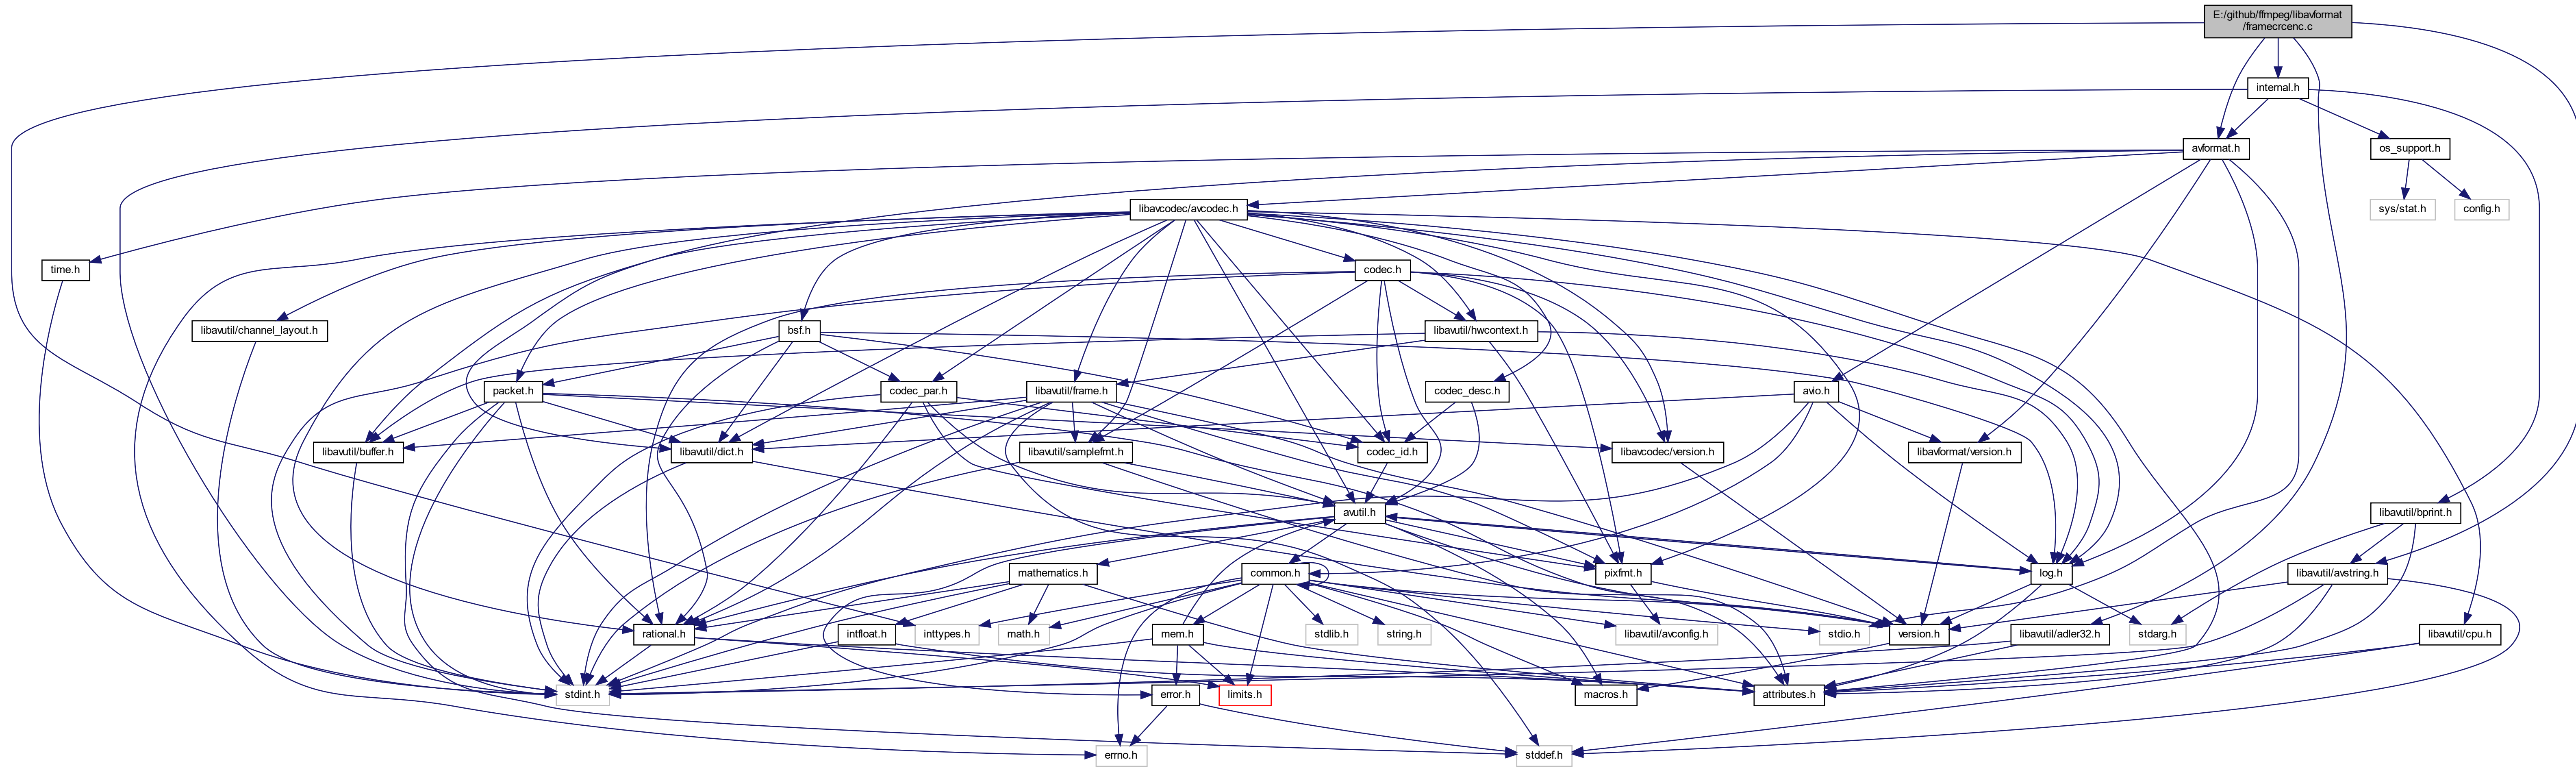 E:/github/ffmpeg/libavformat
/framecrcenc.c
internal.h
avformat.h
os_support.h
libavcodec/avcodec.h
sys/stat.h
config.h
time.h
codec.h
libavutil/channel_layout.h
bsf.h
libavutil/hwcontext.h
packet.h
codec_par.h
libavutil/frame.h
codec_desc.h
avio.h
libavutil/buffer.h
libavutil/dict.h
libavutil/samplefmt.h
codec_id.h
libavcodec/version.h
libavformat/version.h
avutil.h
libavutil/bprint.h
mathematics.h
common.h
pixfmt.h
log.h
libavutil/avstring.h
rational.h
intfloat.h
inttypes.h
math.h
mem.h
stdlib.h
string.h
libavutil/avconfig.h
stdio.h
version.h
libavutil/adler32.h
stdarg.h
libavutil/cpu.h
stdint.h
error.h
limits.h
macros.h
attributes.h
errno.h
stddef.h